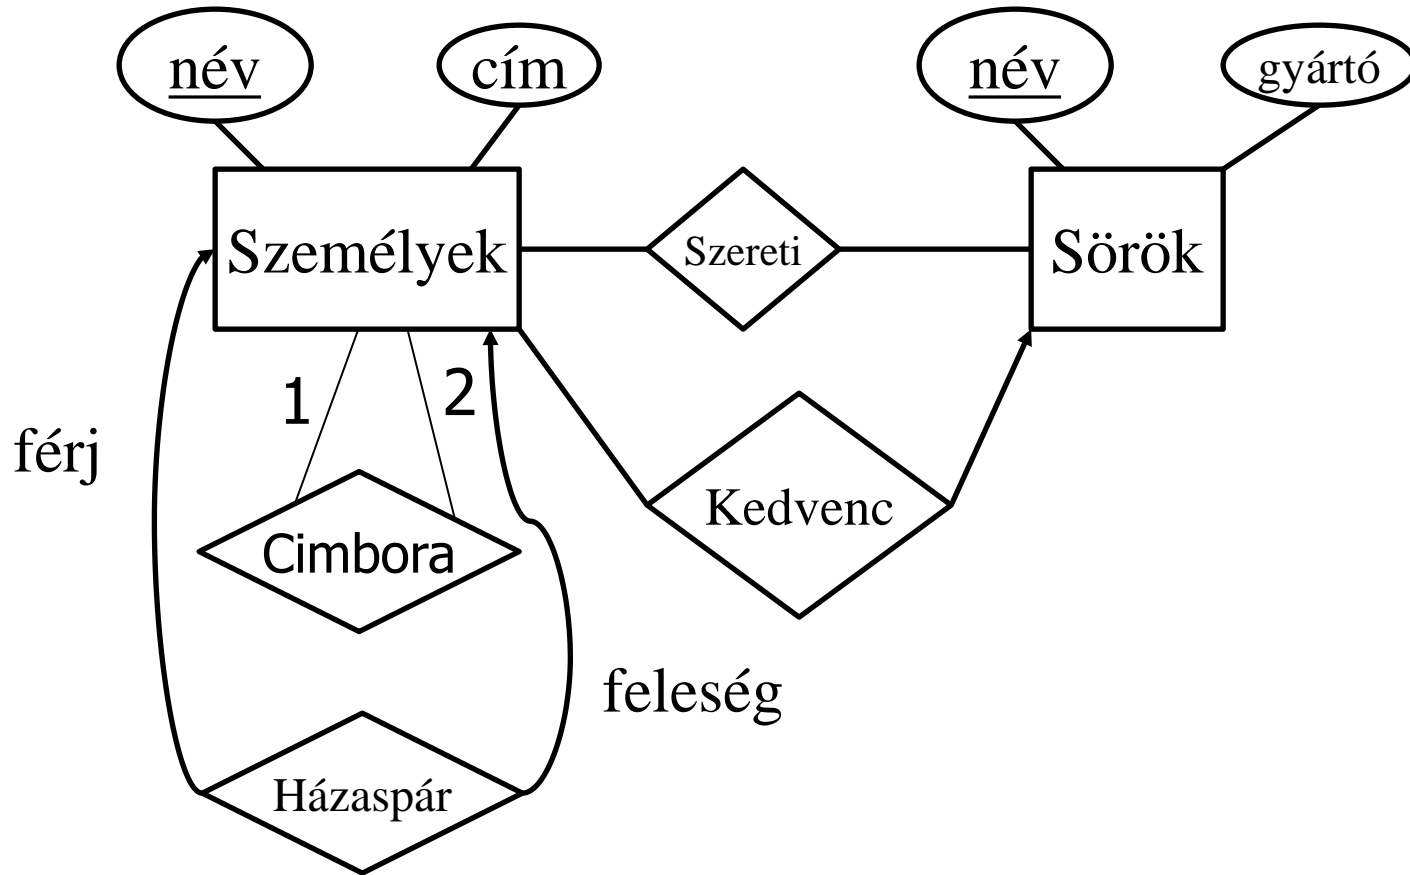 név
cím
név
gyártó
Személyek
Szereti
Sörök
1
2
férj
Kedvenc
Cimbora
feleség
Házaspár